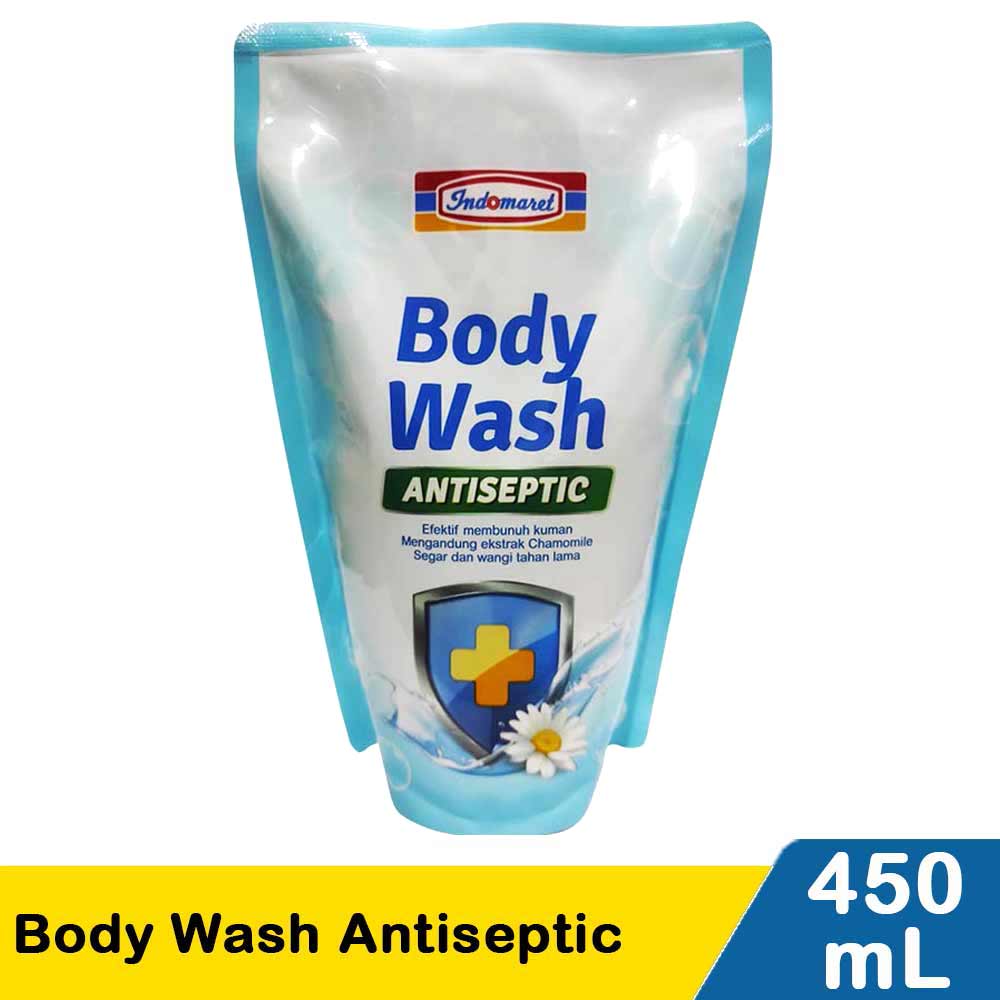 Indomaret
Body
Wash
ANTISEPTIC
Efektif membunuh kuman
Mengandung ekstrak Chamomile
Segar dan wangi tahan lama
Body Wash Antiseptic
450
mL